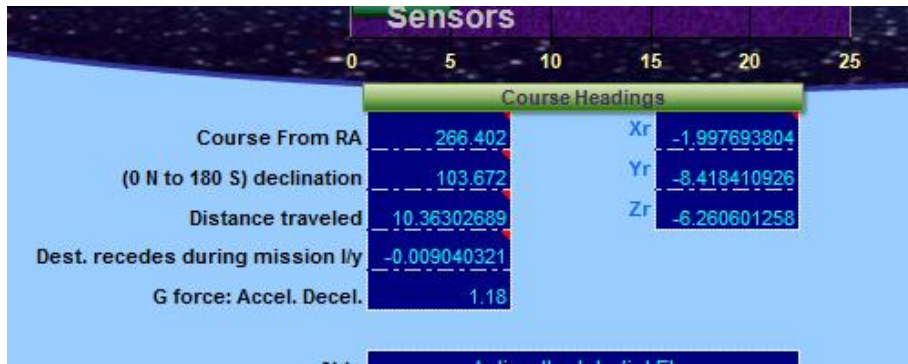 Sensors
0 5 10 15 20 25
Course Headings
Course From RA 266.402 Xr -1.997693804
(0 N to 180 S) declination 103.672 Yr -8.418410926
Distance traveled 10.36302689 Zr -6.260601258
Dest. recedes during mission l/y -0.009040321
G force: Accel. Decel. 1.18